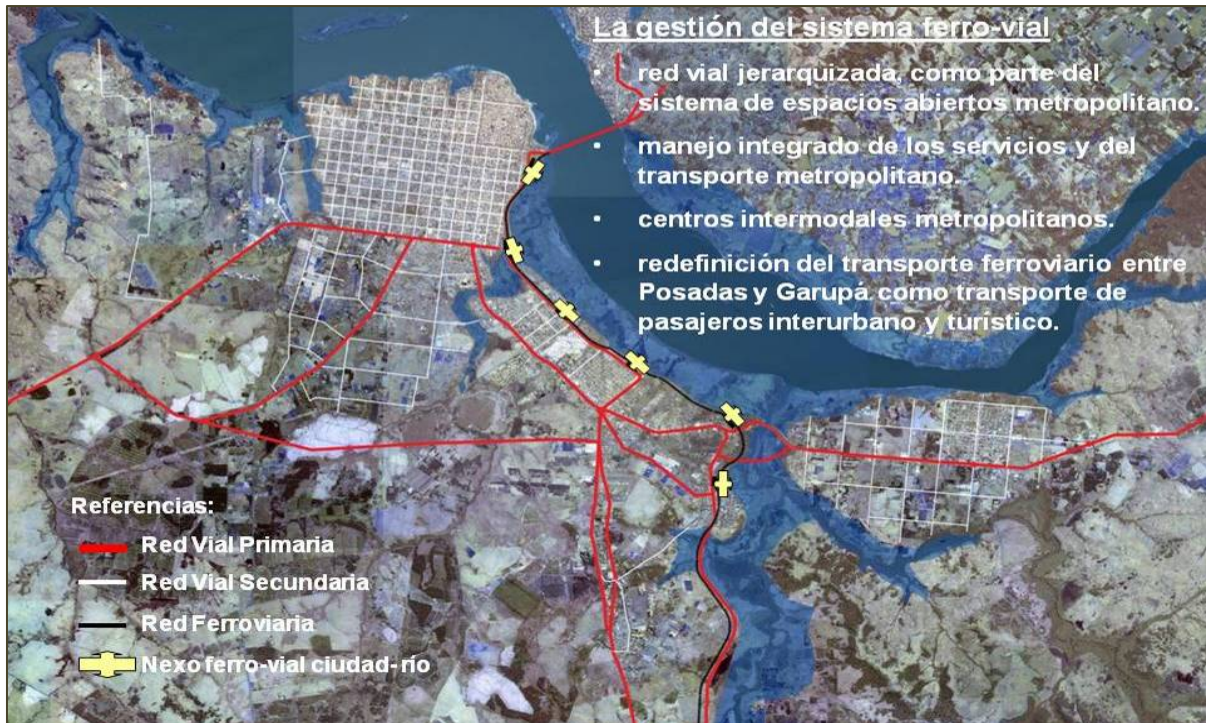 La gestión del sistema ferro-vial
• red vial jerarquizada, como parte del
sistema de espacios abiertos metropolitano.
• manejo integrado de los servicios y del
transporte metropolitano.
• centros intermodales metropolitanos.
• redefinición del transporte ferroviario entre
Posadas y Garupá como transporte de
pasajeros interurbano y turístico.
Referencias:
Red Vial Primaria
Red Vial Secundaria
Red Ferroviaria
Nexo ferro-vial ciudad-río